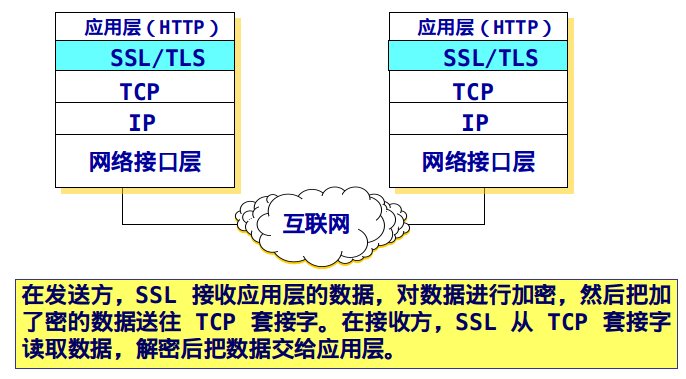 应用层(HTTP)
SSL/TLS
TCP
IP
网络接口层
应用层(HTTP)
SSL/TLS
TCP
IP
网络接口层
互联网
在发送方，SSL 接收应用层的数据，对数据进行加密，然后把加
了密的数据送往 TCP 套接字。在接收方，SSL 从 TCP 套接字
读取数据，解密后把数据交给应用层。